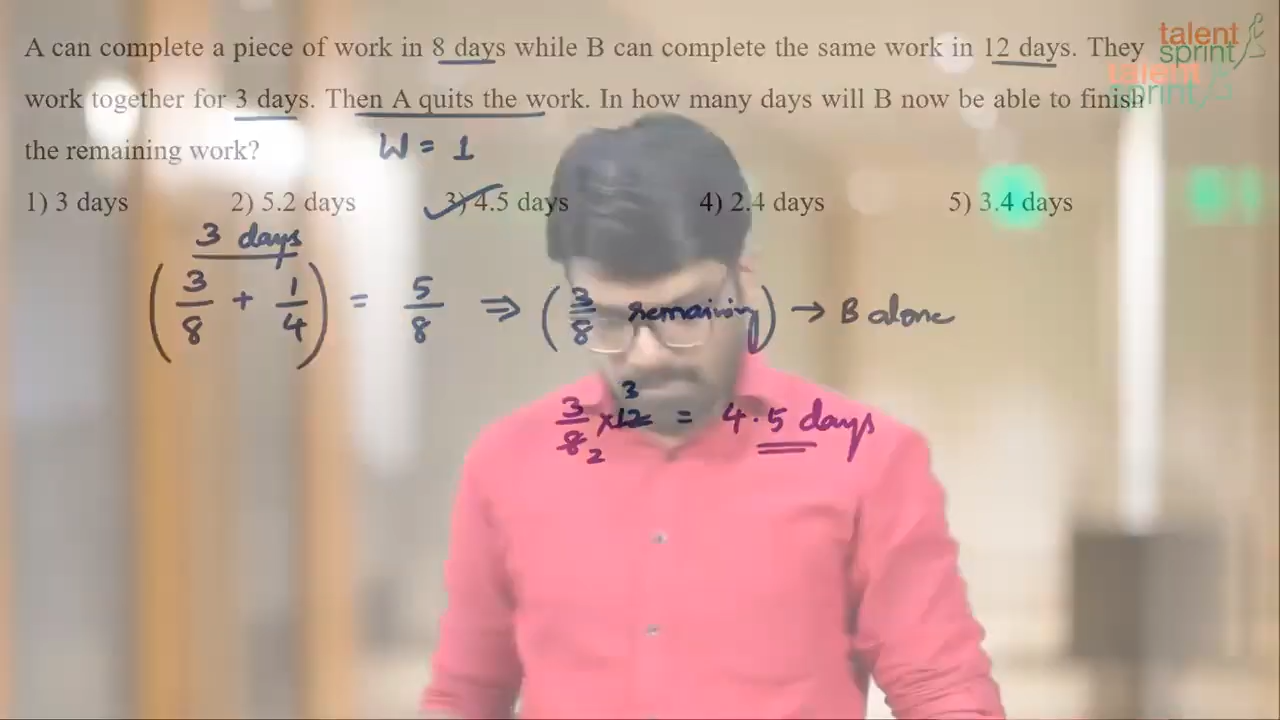 talent
sprint
A can complete a piece of work in 8 days while B can complete the same work in 12 days. They
talent
work together for 3 days. Then A quits the work. In how many days will B now be able to finish
sprint
the remaining work?
W = 1
1) 3 days 2) 5.2 days 3) 4.5 days 4) 2.4 days 5) 3.4 days
3 days
(3/8 + 1/4) = 5/8 ⇒ (3/8 remaining) → B alone
3/8 × 12 = 4.5 days
3
2